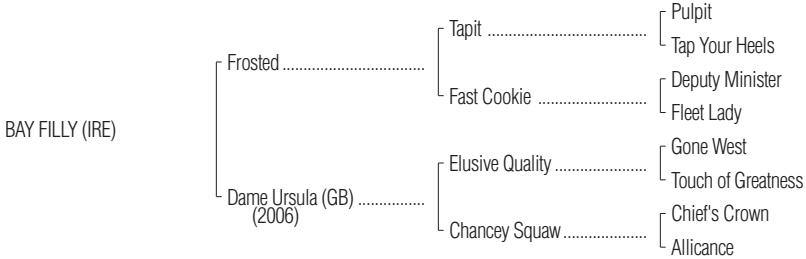 Pulpit
Tapit ......................................
Tap Your Heels
Frosted ..................................
Deputy Minister
Fast Cookie ..........................
Fleet Lady
BAY FILLY (IRE)
Gone West
Elusive Quality ......................
Touch of Greatness
Dame Ursula (GB) ................
(2006)
Chief's Crown
Chancey Squaw....................
Allicance